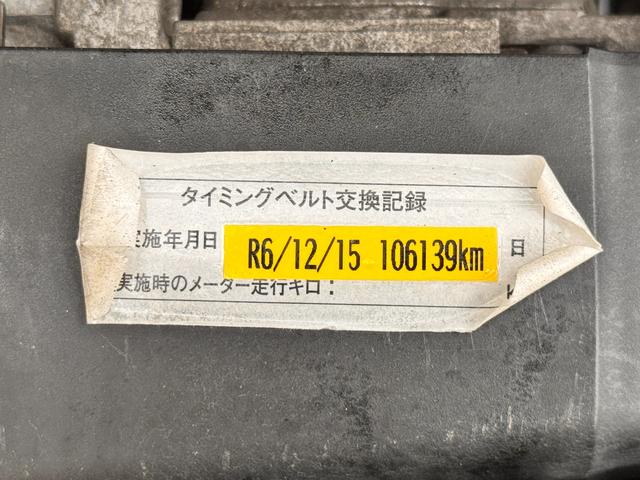 タイミングベルト交換記録
実施年月日 R6/12/15 106139km 日
実施時のメーター走行キロ: